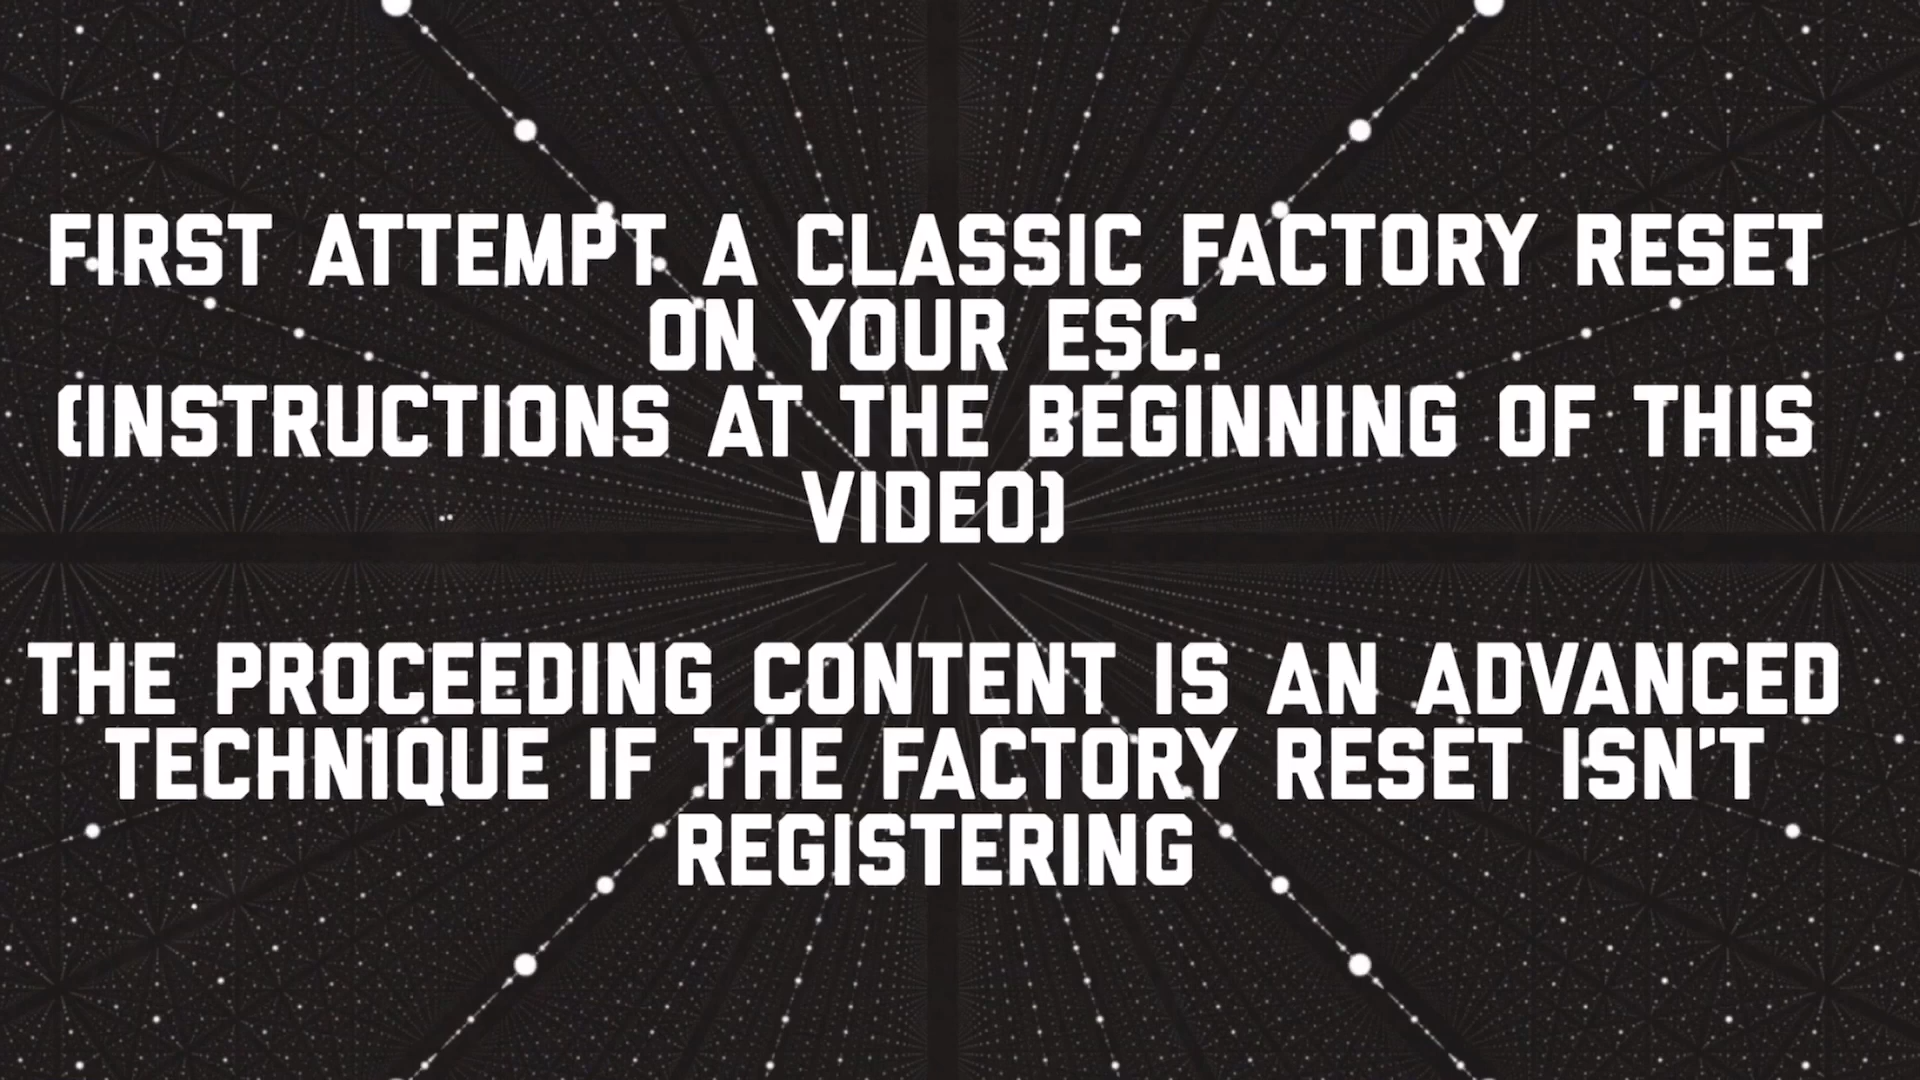 FIRST ATTEMPT A CLASSIC FACTORY RESET
ON YOUR ESC.
(INSTRUCTIONS AT THE BEGINNING OF THIS
VIDEO)
THE PROCEEDING CONTENT IS AN ADVANCED
TECHNIQUE IF THE FACTORY RESET ISN'T
REGISTERING